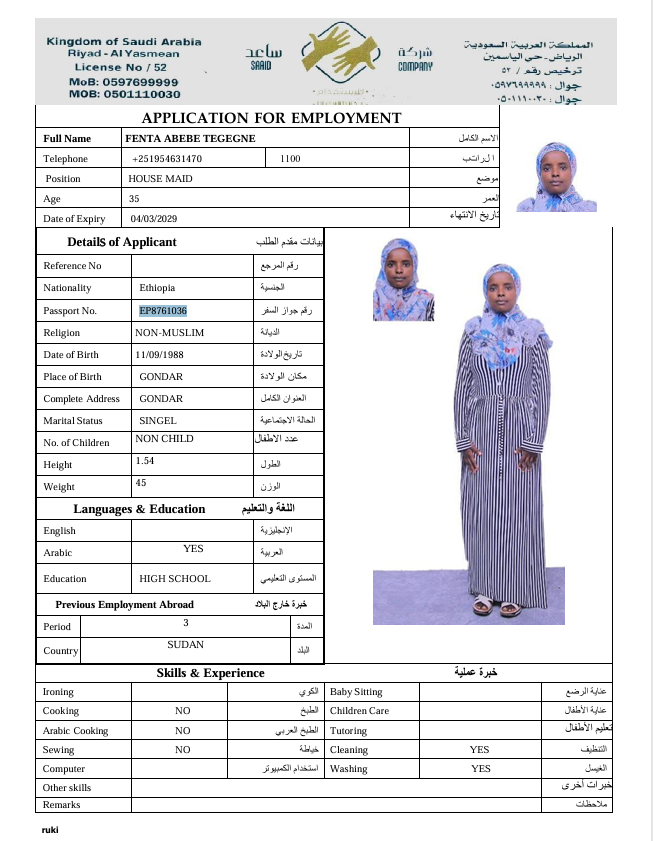 Kingdom of Saudi Arabia
Riyad - Al Yasmean
License No / 52
MoB: 0597699999
MOB: 0501110030
ساعد
SAAID
شركة
COMPANY
المملكة العربية السعودية
الرياض - حي الياسمين
ترخيص رقم / ٥٢
جوال : ٠٥٩٧٦٩٩٩٩٩
جوال : ٠٥٠١١١٠٠٣٠
APPLICATION FOR EMPLOYMENT
Full Name FENTA ABEBE TEGEGNE الاسم الكامل
Telephone +251954631470 1100 الراتب
Position HOUSE MAID موضع
Age 35 العمر
Date of Expiry 04/03/2029 تاريخ الانتهاء
Details of Applicant بيانات مقدم الطلب
Reference No رقم المرجع
Nationality Ethiopia الجنسية
Passport No. EP8761036 رقم جواز السفر
Religion NON-MUSLIM الديانة
Date of Birth 11/09/1988 تاريخ الولادة
Place of Birth GONDAR مكان الولادة
Complete Address GONDAR العنوان الكامل
Marital Status SINGEL الحالة الاجتماعية
No. of Children NON CHILD عدد الاطفال
Height 1.54 الطول
Weight 45 الوزن
Languages & Education اللغة والتعليم
English الإنجليزية
Arabic YES العربية
Education HIGH SCHOOL المستوى التعليمي
Previous Employment Abroad خبرة خارج البلاد
Period 3 المدة
Country SUDAN البلد
Skills & Experience خبرة عملية
Ironing الكوي Baby Sitting عناية الرضع
Cooking NO الطبخ Children Care عناية الأطفال
Arabic Cooking NO الطبخ العربي Tutoring تعليم الأطفال
Sewing NO خياطة Cleaning YES التنظيف
Computer استخدام الكمبيوتر Washing YES الغيسل
Other skills خبرات أخرى
Remarks ملاحظات
ruki